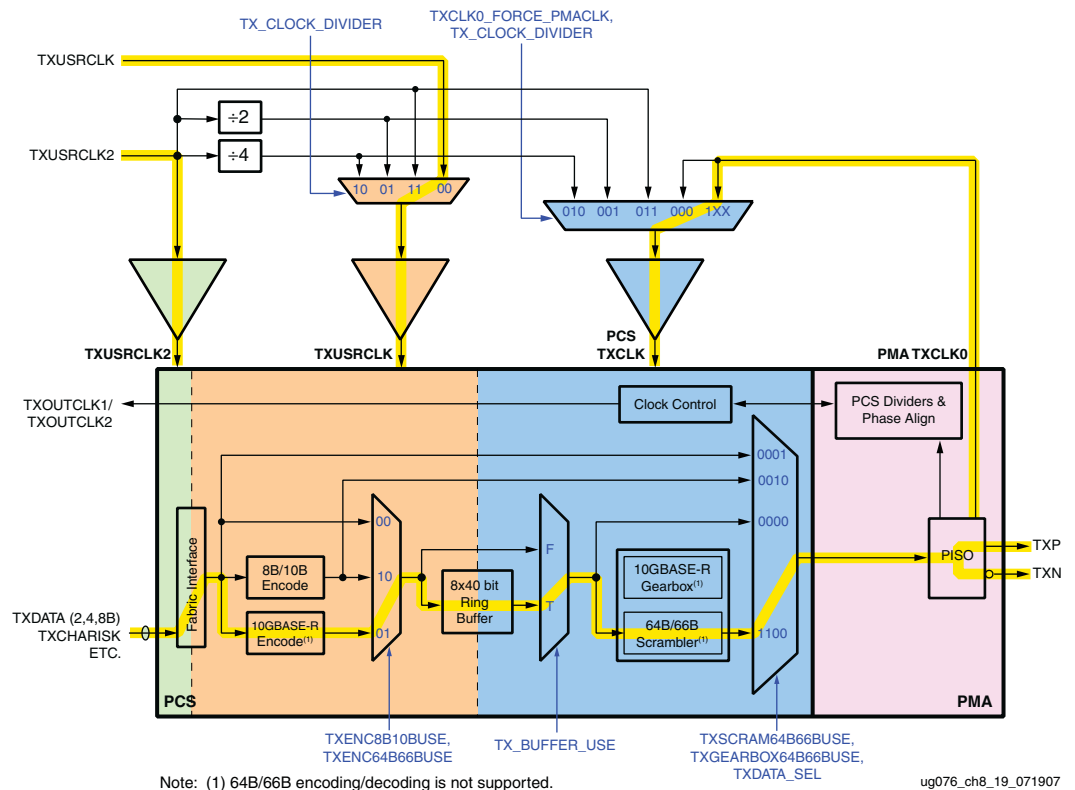 TX_CLOCK_DIVIDER
TXCLK0_FORCE_PMACLK,
TX_CLOCK_DIVIDER
TXUSRCLK
÷2
TXUSRCLK2
÷4
10 01 11 00
010 001 011 000 1XX
TXUSRCLK2
TXUSRCLK
PCS
TXCLK
PMA TXCLK0
TXOUTCLK1/
TXOUTCLK2
Clock Control
PCS Dividers &
Phase Align
0001
0010
0000
1100
Fabric Interface
8B/10B
Encode
10GBASE-R
Encode(1)
00
10
01
8x40 bit
Ring
Buffer
F
T
10GBASE-R
Gearbox(1)
64B/66B
Scrambler(1)
PISO
TXP
TXN
TXDATA (2,4,8B)
TXCHARISK
ETC.
PCS
PMA
TXENC8B10BUSE,
TXENC64B66BUSE
TX_BUFFER_USE
TXSCRAM64B66BUSE,
TXGEARBOX64B66BUSE,
TXDATA_SEL
Note: (1) 64B/66B encoding/decoding is not supported.
ug076_ch8_19_071907